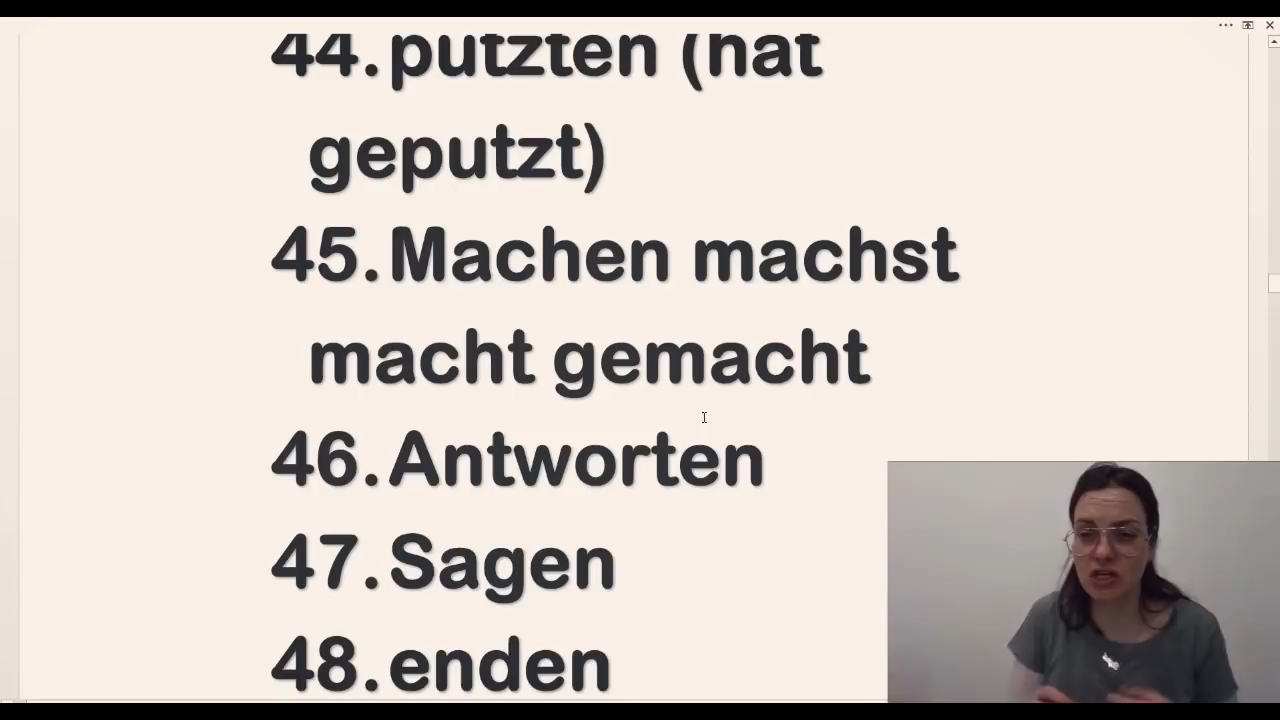 44. putzten (hat
geputzt)
45. Machen machst
macht gemacht
46. Antworten
47. Sagen
48. enden